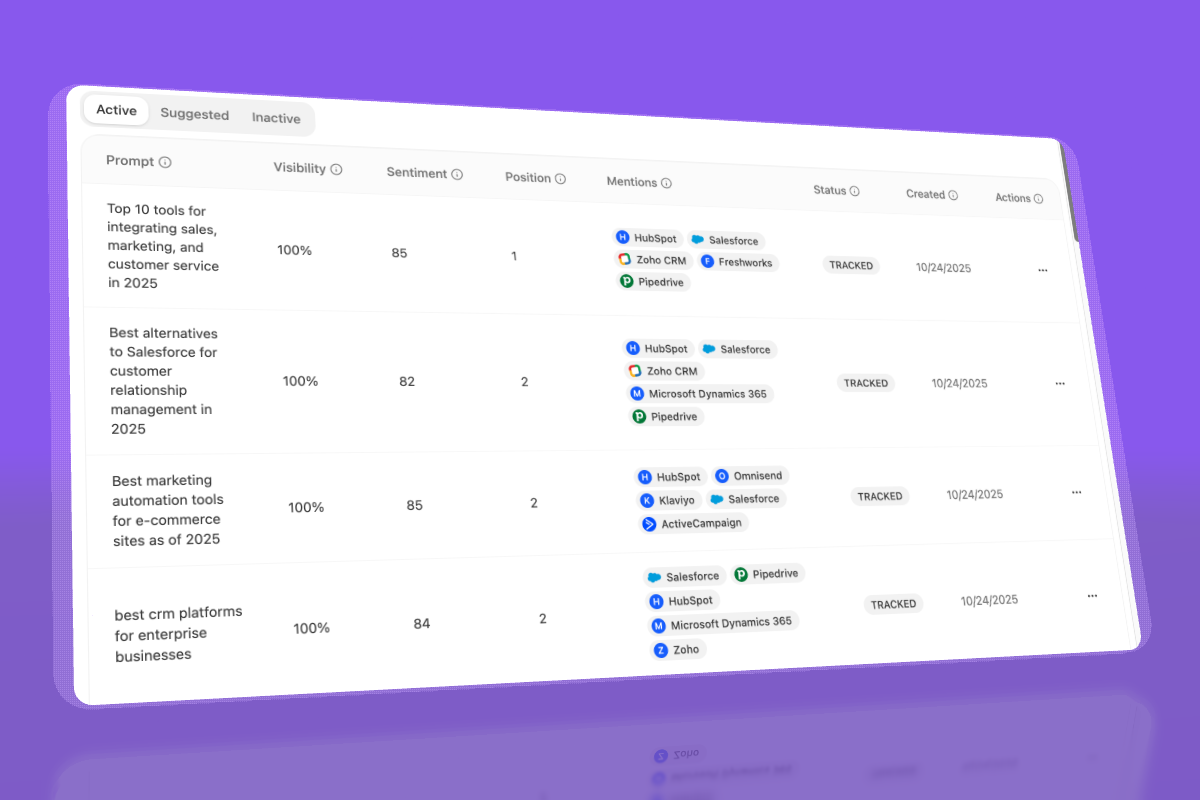 Active Suggested Inactive
Prompt Visibility Sentiment Position Mentions Status Created Actions
Top 10 tools for
integrating sales,
marketing, and
customer service
in 2025
100% 85 1
H HubSpot Salesforce
Zoho CRM F Freshworks
Pipedrive
TRACKED 10/24/2025 ...
Best alternatives
to Salesforce for
customer
relationship
management in
2025
100% 82 2
H HubSpot Salesforce
Zoho CRM
M Microsoft Dynamics 365
Pipedrive
TRACKED 10/24/2025 ...
Best marketing
automation tools
for e-commerce
sites as of 2025
100% 85 2
H HubSpot O Omnisend
K Klaviyo Salesforce
ActiveCampaign
TRACKED 10/24/2025 ...
best crm platforms
for enterprise
businesses
100% 84 2
Salesforce Pipedrive
H HubSpot
M Microsoft Dynamics 365
Z Zoho
TRACKED 10/24/2025 ...